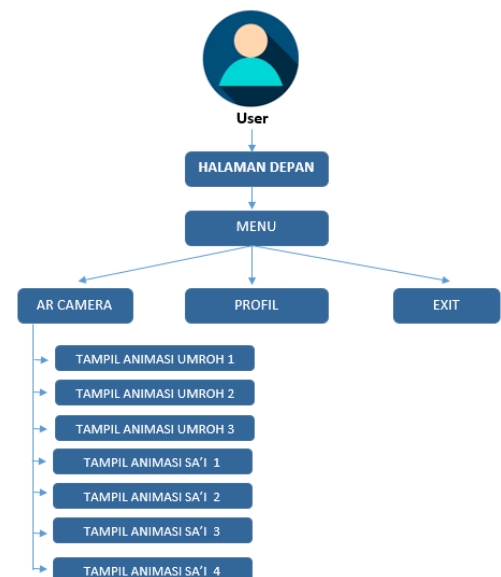 User
HALAMAN DEPAN
MENU
AR CAMERA
PROFIL
EXIT
TAMPIL ANIMASI UMROH 1
TAMPIL ANIMASI UMROH 2
TAMPIL ANIMASI UMROH 3
TAMPIL ANIMASI SA'I 1
TAMPIL ANIMASI SA'I 2
TAMPIL ANIMASI SA'I 3
TAMPIL ANIMASI SA'I 4